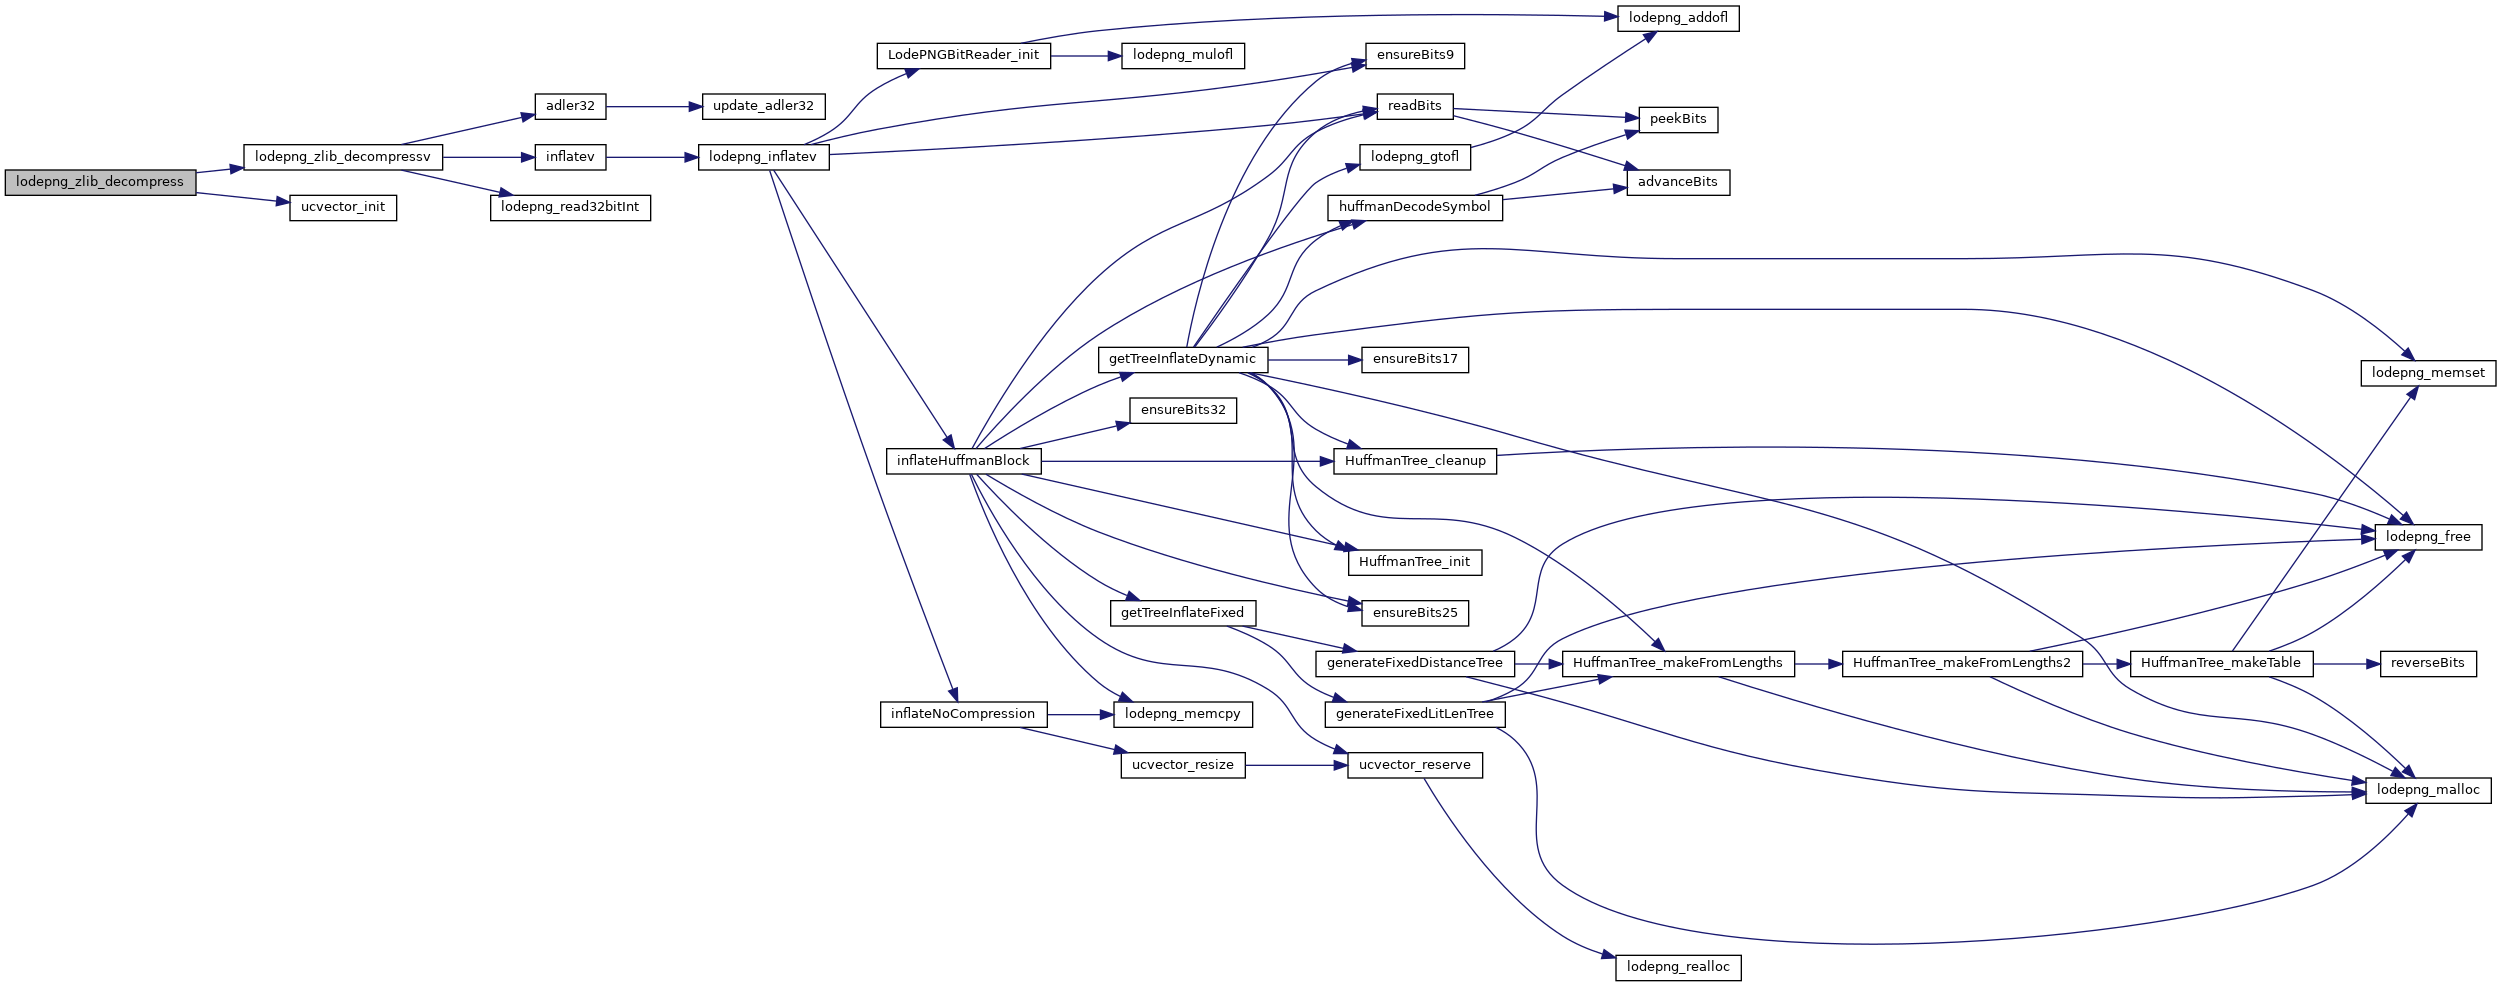 lodepng_zlib_decompress
lodepng_zlib_decompressv
ucvector_init
adler32
inflatev
lodepng_read32bitInt
update_adler32
lodepng_inflatev
LodePNGBitReader_init
inflateHuffmanBlock
inflateNoCompression
lodepng_mulofl
getTreeInflateDynamic
ensureBits32
getTreeInflateFixed
lodepng_memcpy
ucvector_resize
ensureBits9
readBits
lodepng_gtofl
huffmanDecodeSymbol
ensureBits17
HuffmanTree_cleanup
HuffmanTree_init
ensureBits25
generateFixedDistanceTree
generateFixedLitLenTree
ucvector_reserve
lodepng_addofl
peekBits
advanceBits
HuffmanTree_makeFromLengths
lodepng_realloc
HuffmanTree_makeFromLengths2
HuffmanTree_makeTable
lodepng_memset
lodepng_free
reverseBits
lodepng_malloc